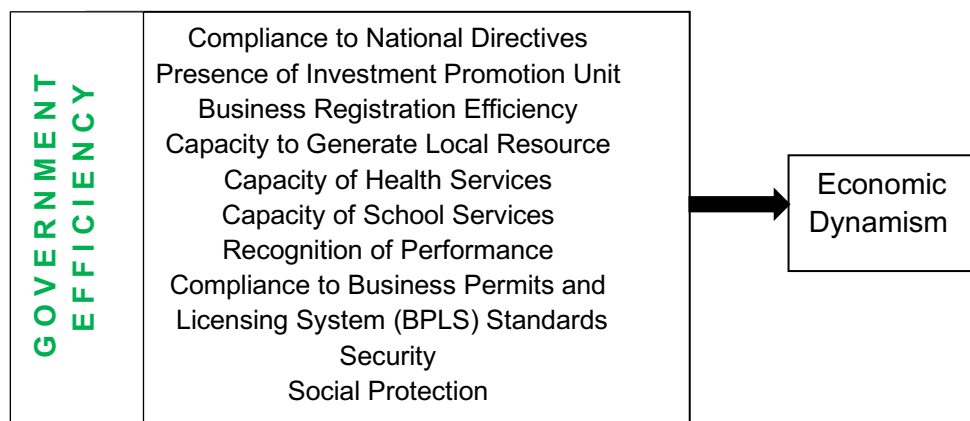 GOVERNMENT
EFFICIENCY
Compliance to National Directives
Presence of Investment Promotion Unit
Business Registration Efficiency
Capacity to Generate Local Resource
Capacity of Health Services
Capacity of School Services
Recognition of Performance
Compliance to Business Permits and
Licensing System (BPLS) Standards
Security
Social Protection
Economic
Dynamism